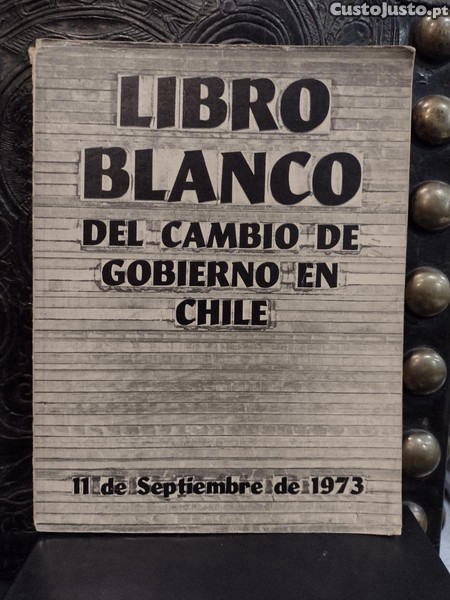 CustoJusto.pt
LIBRO
BLANCO
DEL CAMBIO DE
GOBIERNO EN
CHILE
11 de Septiembre de 1973